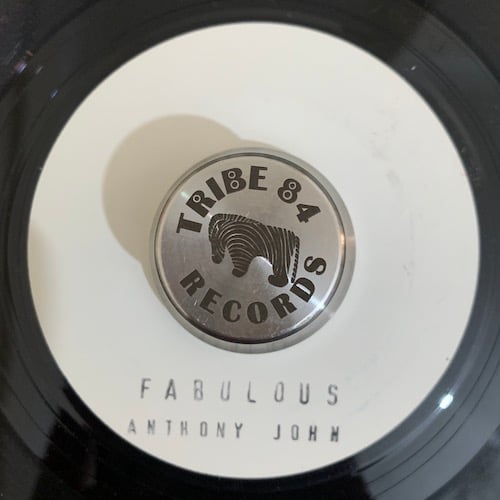 TRIBE 84
RECORDS
FABULOUS
ANTHONY JOHN